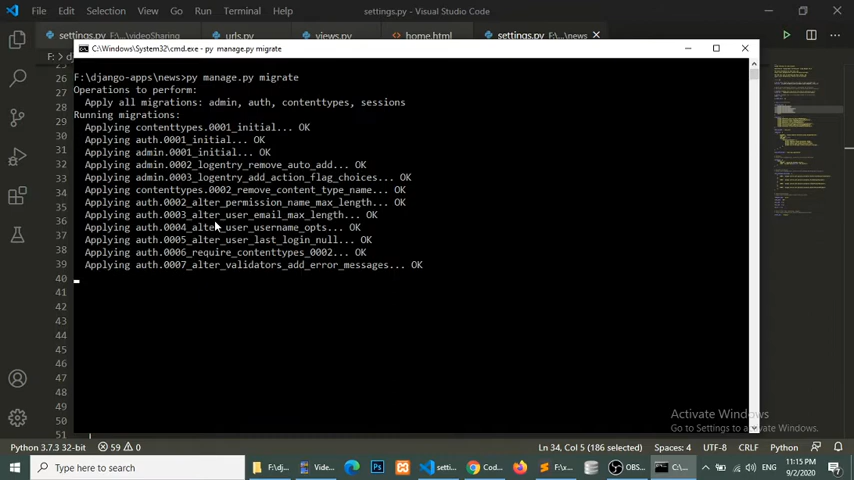 File Edit Selection View Go Run Terminal Help
settings.py - Visual Studio Code
settings.py F:\...\videoSharing urls.py views.py home.html settings.py F:\...\news
C:\Windows\System32\cmd.exe - py manage.py migrate
F:\django-apps\news>py manage.py migrate
Operations to perform:
Apply all migrations: admin, auth, contenttypes, sessions
Running migrations:
Applying contenttypes.0001_initial... OK
Applying auth.0001_initial... OK
Applying admin.0001_initial... OK
Applying admin.0002_logentry_remove_auto_add... OK
Applying admin.0003_logentry_add_action_flag_choices... OK
Applying contenttypes.0002_remove_content_type_name... OK
Applying auth.0002_alter_permission_name_max_length... OK
Applying auth.0003_alter_user_email_max_length... OK
Applying auth.0004_alter_user_username_opts... OK
Applying auth.0005_alter_user_last_login_null... OK
Applying auth.0006_require_contenttypes_0002... OK
Applying auth.0007_alter_validators_add_error_messages... OK
26
27
28
29
30
31
32
33
34
35
36
37
38
39
40
41
42
43
44
45
46
47
48
49
50
51
Activate Windows
Go to Settings to activate Windows.
Python 3.7.3 32-bit 59 0 Ln 34, Col 5 (186 selected) Spaces: 4 UTF-8 CRLF Python
Type here to search F:\dj... Vide... setti... Cod... F:\x... OBS... C:\... ENG
11:15 PM
9/2/2020